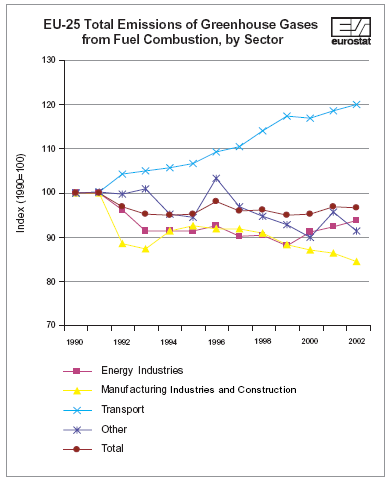 EU-25 Total Emissions of Greenhouse Gases
from Fuel Combustion, by Sector
eurostat
Index (1990=100)
130
120
110
100
90
80
70
1990 1992 1994 1996 1998 2000 2002
Energy Industries
Manufacturing Industries and Construction
Transport
Other
Total